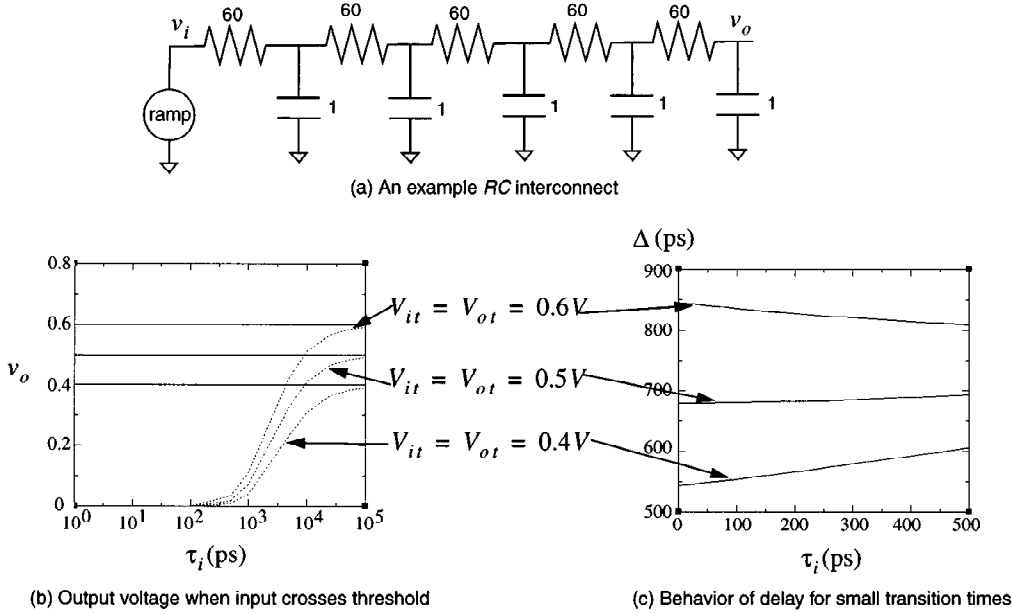 60 60 60 60 60
v_i v_o
ramp
1 1 1 1 1
(a) An example RC interconnect
Δ (ps)
0.8
0.6
v_o
0.4
0.2
0
10^0 10^1 10^2 10^3 10^4 10^5
τ_i (ps)
V_it = V_ot = 0.6V
V_it = V_ot = 0.5V
V_it = V_ot = 0.4V
900
800
700
600
500
0 100 200 300 400 500
τ_i (ps)
(b) Output voltage when input crosses threshold
(c) Behavior of delay for small transition times